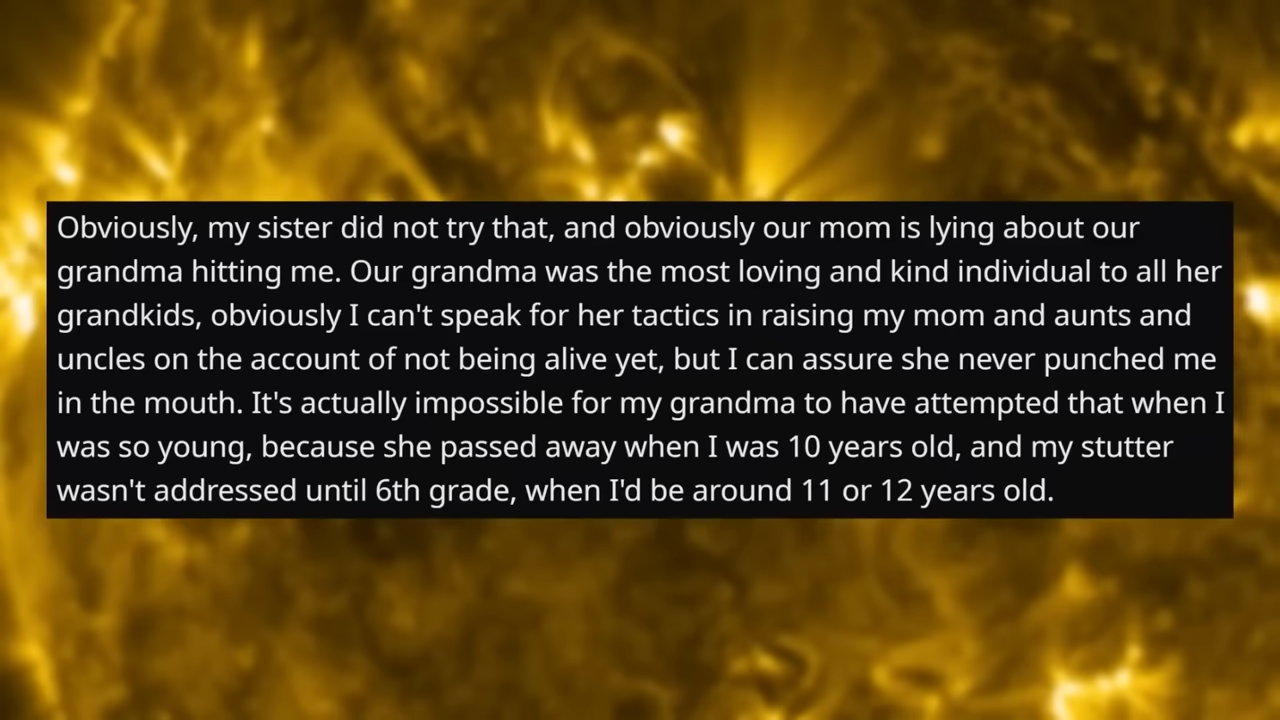 Obviously, my sister did not try that, and obviously our mom is lying about our
grandma hitting me. Our grandma was the most loving and kind individual to all her
grandkids, obviously I can't speak for her tactics in raising my mom and aunts and
uncles on the account of not being alive yet, but I can assure she never punched me
in the mouth. It's actually impossible for my grandma to have attempted that when I
was so young, because she passed away when I was 10 years old, and my stutter
wasn't addressed until 6th grade, when I'd be around 11 or 12 years old.